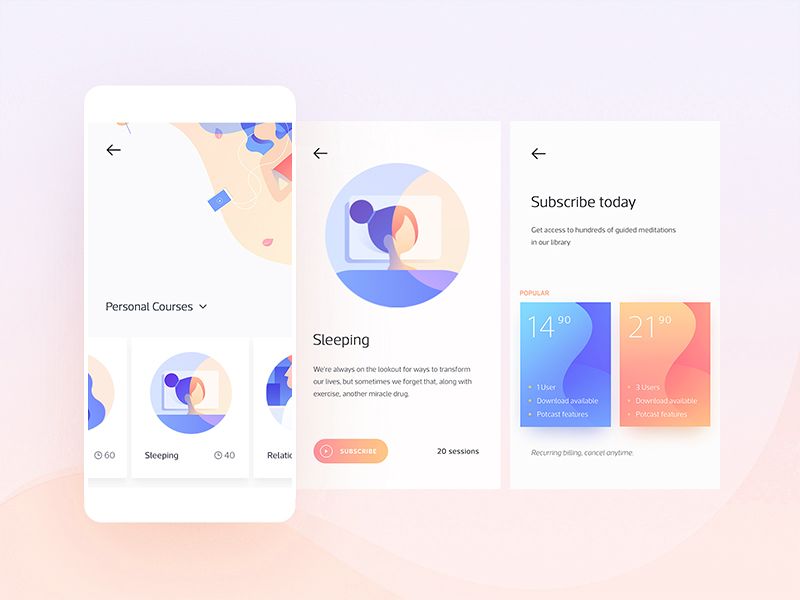 Personal Courses
60
Sleeping
40
Relatio
Sleeping
We're always on the lookout for ways to transform
our lives, but sometimes we forget that, along with
exercise, another miracle drug.
SUBSCRIBE
20 sessions
Subscribe today
Get access to hundreds of guided meditations
in our library
POPULAR
14 90
1 User
Download available
Potcast features
21 90
3 Users
Download available
Potcast features
Recurring billing, cancel anytime.